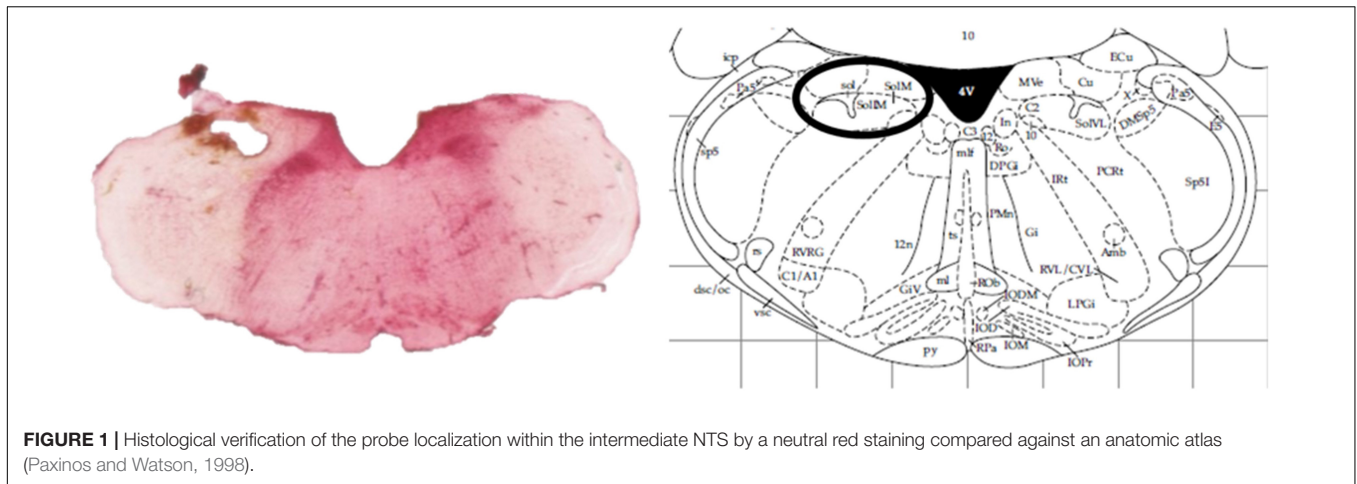 10
icp
ECu
Pa5
sol
SolM
4V
MVe
Cu
X
Pa5
SolIM
C2
In
SolVL
DMSp5
sp5
C3
12
10
Ro
mlf
DPGi
IRt
PCRt
Sp5I
PMn
ts
Gi
12n
rs
RVRG
Amb
C1/A1
RVL/CVL
dsc/oc
GiV
ml
ROb
IODM
LPGi
vsc
IOD
py
RPa
IOM
IOPr
FIGURE 1 | Histological verification of the probe localization within the intermediate NTS by a neutral red staining compared against an anatomic atlas
(Paxinos and Watson, 1998).